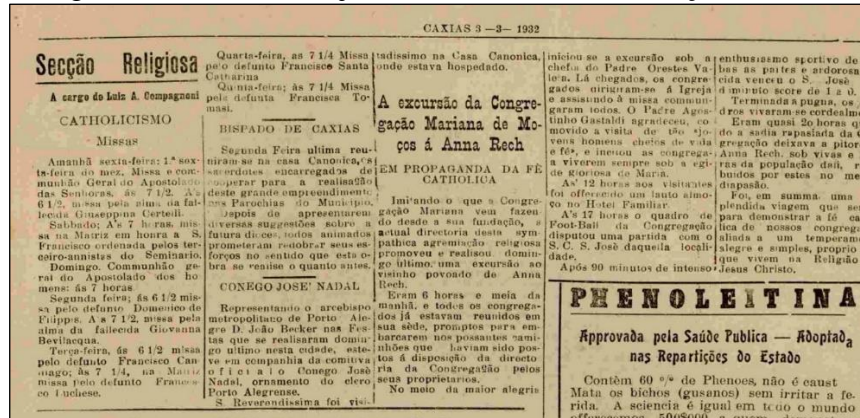 CAXIAS 3 —3— 1932
Secção Religiosa
A cargo de Luiz A. Compagnoni
CATHOLICISMO
Missas
Amanhã sexta-feira: 1.ª sex-
ta-feira do mez, Missa e com-
munhão Geral do Apostolado
das Senhoras, ás 7 1/2. A's
6 1/2, missa pela alma da fal-
lecida Giuseppina Certelli.
Sabbado; A's 7 horas, mis-
sa na Matriz em honra a S.
Francisco ordenada pelos ter-
ceiro-annistas do Seminario.
Domingo. Communhão ge-
ral do Apostolado dos ho
mens: ás 7 horas
Segunda feira; ás 6 1/2 mis-
sa pelo defunto Domenico de
Filippis. A s 7 1/2, missa pela
alma da fallecida Giovanna
Bevilacqua.
Terça-feira, ás 6 1/2 missa
pelo defunto Francisco Can
nago; ás 7 1/4, na Matriz
missa pelo defunto Francis-
co Luchese.
Quarta-feira, as 7 1/4 Missa
pelo defunto Francisco Santa
Catharina
Quinta-feira; ás 7 1/4 Missa
pela defunta Francisca To-
masi.
BISPADO DE CAXIAS
Segunda Feira ultima reu-
niram-se na casa Canonica, os
sacerdotes encarregados de
cooperar para a realisação
deste grande emprehendimento
nas Parochias do Municipio.
Depois de apresentarem
diversas suggestões sobre a
futura diocese, todos animados
prometeram redobrar seus es-
forços no sentido que esta o-
bra se realise o quanto antes.
CONEGO JOSE' NADAL
Representando o arcebispo
metropolitano de Porto Ale-
gre D. João Becker nas Fes-
tas que se realisaram domin-
go ultimo nesta cidade, este-
ve em companhia da comitiva
official o Conego José
Nadal, ornamento do clero
Porto Alegrense.
S. Reverendissima foi visi-
tadissimo na Casa Canonica,
onde estava hospedado.
A excursão da Congre-
gação Mariana de Mo-
ços á Anna Rech
EM PROPAGANDA DA FÉ
CATHOLICA
Imitando o que a Congre-
gação Mariana vem fazen-
do desde a sua fundação, a
actual directoria desta sym-
pathica agremiação religiosa
promoveu e realisou domin-
go ultimo, uma excursão ao
visinho povoado de Anna
Rech.
Eram 6 horas e meia da
manhã, e todos os congrega-
dos já estavam reunidos em
sua séde, promptos para em-
barcarem nos possantes cami-
nhões que haviam sido pos-
tos á disposição da directo
ria da Congregação pelos
seus proprietarios.
No meio da maior alegria
iniciou-se a excursão sob a
chefia do Padre Orestes Va-
leta. Lá chegados, os congre-
gados dirigiram-se á Igreja
e assistindo á missa commun-
garam todos. O Padre Agos-
tinho Gastaldi agradeceu, co-
movido a visita de tão "jo-
vens homens cheios de vida
e fé", e incitou as congrega-
a viverem sempre sob a egi-
de gloriosa de Maria.
As' 12 horas aos visitantes
foi offerecido um lauto almo-
ço no Hotel Familiar.
A's 17 horas o quadro de
Foot-Ball da Congregação
disputou uma partida com o
S. C. S. José daquella locali-
dade.
Após 90 minutos de intenso
enthusiasmo sportivo de
bas as partes e ardorosa
cida venceu o S. José
d minuto score de 1 a 0.
Terminada a pugna, os
dros vivaram-se cordealme
Eram quasi 2o horas q
do a sadia rapasiada da C
gregação deixava a pitor
Anna Rech. sob vivas e
ras da população dali, r
buidos por estes no me
diapasão.
Foi, em summa, uma
plendida viagem que ser
para demonstrar a fé ca
lica de nossos congrega
alinda a um temperame
alegre e simples, proprio
que vivem na Religião
Jesus Christo.
PHENOLEITINA
Approvada pela Saúde Publica — Adoptada
nas Repartições do Estado
Contêm 60 º/º de Phenoes, não é caust
Mata os bichos (gusanos) sem irritar a fe-
rida. A sciencia é igual em todo o mundo
offerecemos 500$000 a quem